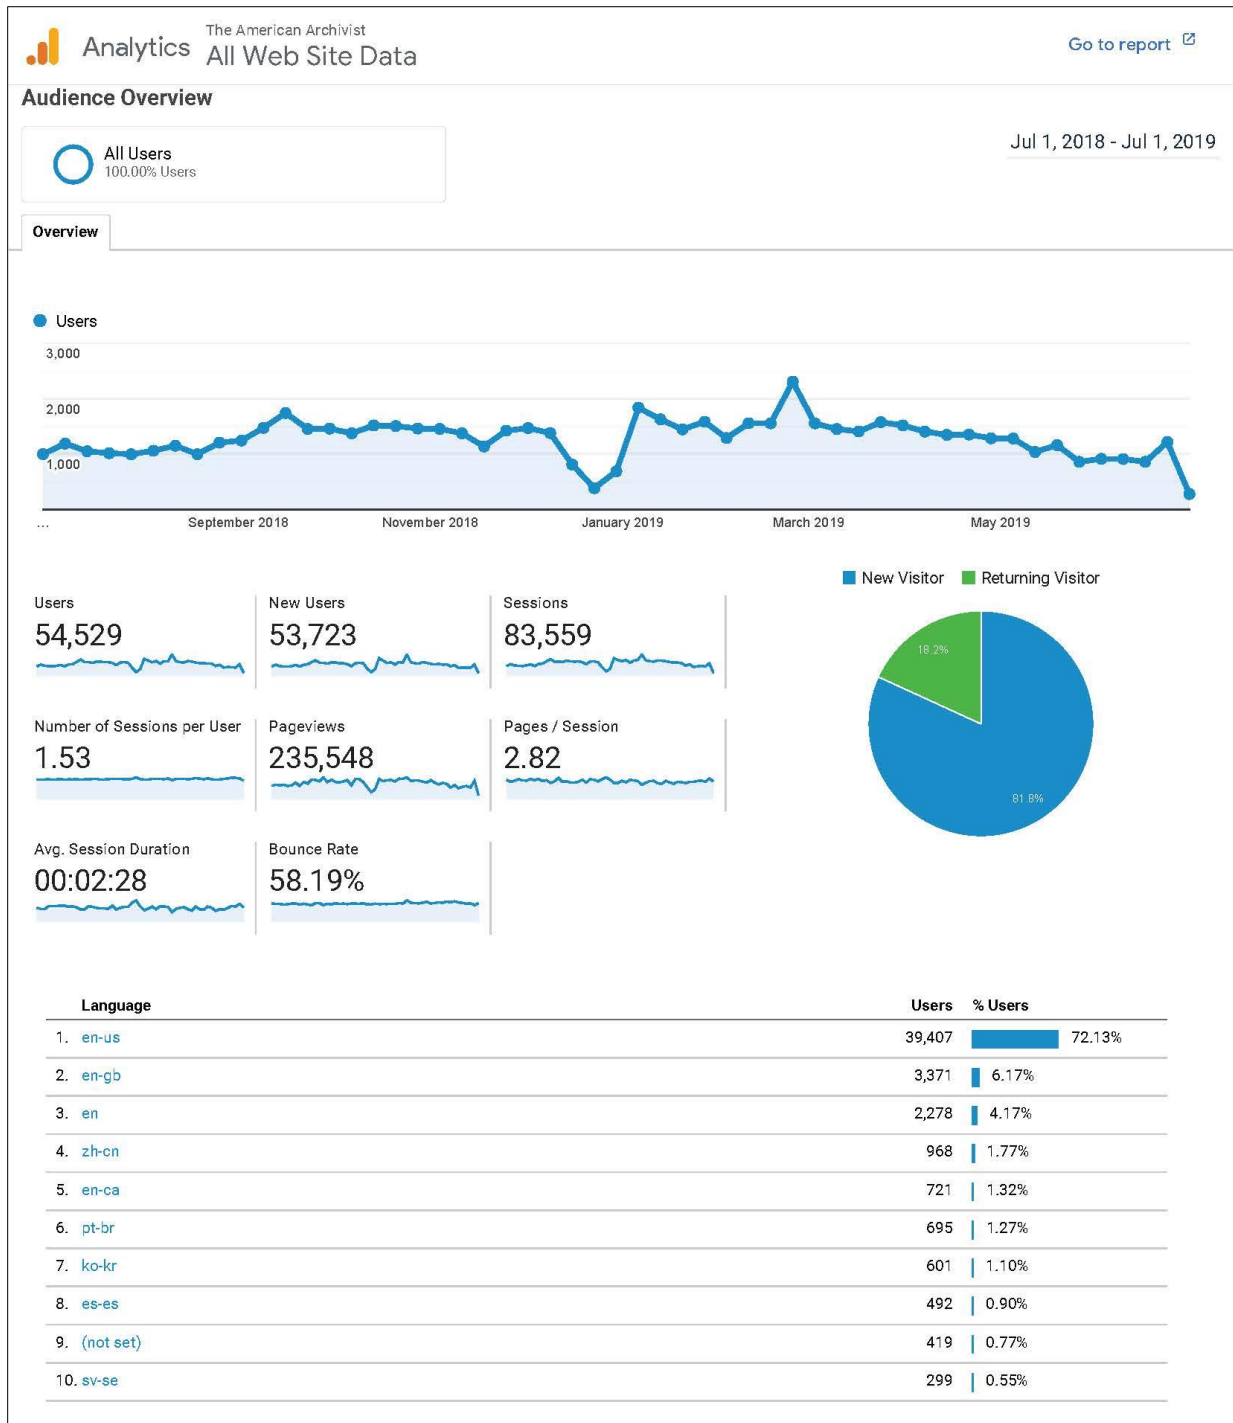 Analytics
The American Archivist
All Web Site Data
Go to report
Audience Overview
All Users
100.00% Users
Jul 1, 2018 - Jul 1, 2019
Overview
Users
3,000
2,000
1,000
...
September 2018
November 2018
January 2019
March 2019
May 2019
New Visitor
Returning Visitor
Users
54,529
New Users
53,723
Sessions
83,559
18.2%
81.8%
Number of Sessions per User
1.53
Pageviews
235,548
Pages / Session
2.82
Avg. Session Duration
00:02:28
Bounce Rate
58.19%
Language Users % Users
1. en-us 39,407 72.13%
2. en-gb 3,371 6.17%
3. en 2,278 4.17%
4. zh-cn 968 1.77%
5. en-ca 721 1.32%
6. pt-br 695 1.27%
7. ko-kr 601 1.10%
8. es-es 492 0.90%
9. (not set) 419 0.77%
10. sv-se 299 0.55%